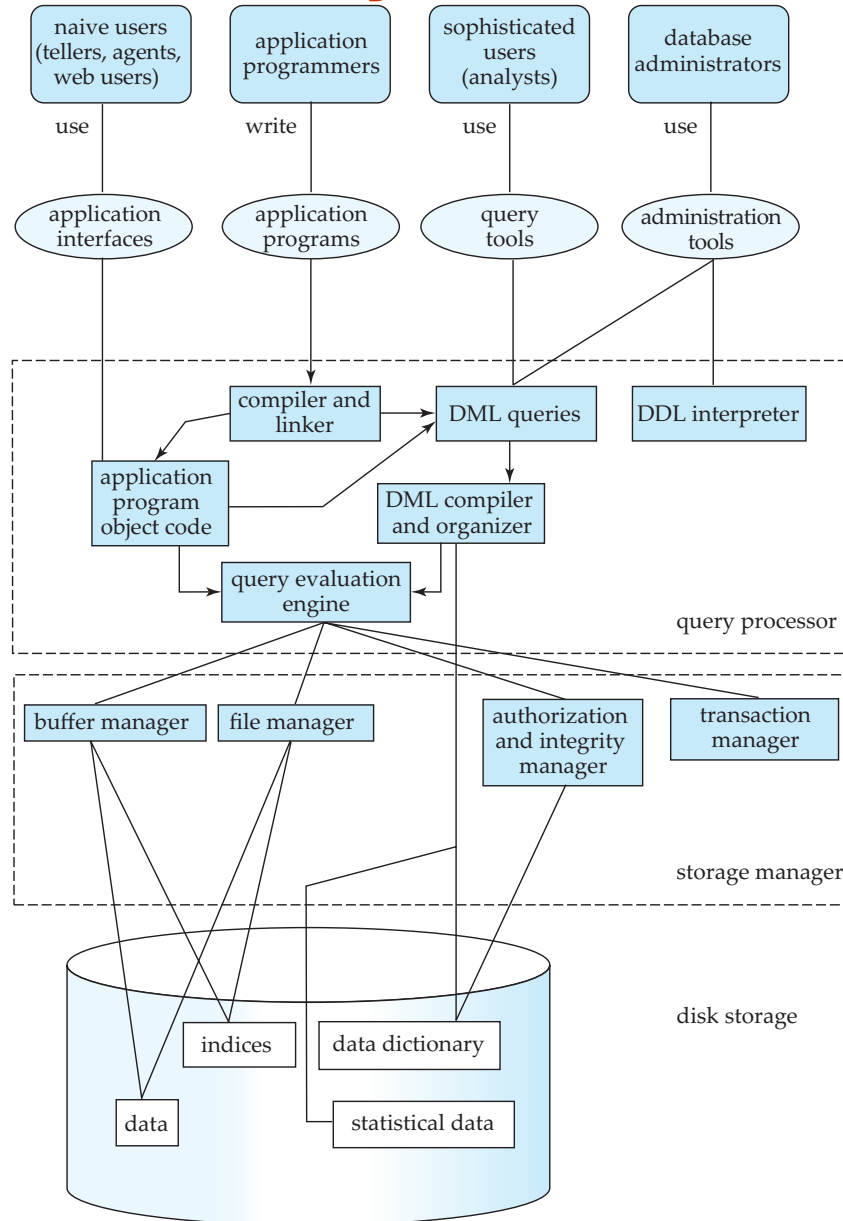 naive users
(tellers, agents,
web users)
application
programmers
sophisticated
users
(analysts)
database
administrators
use
write
use
use
application
interfaces
application
programs
query
tools
administration
tools
compiler and
linker
DML queries
DDL interpreter
application
program
object code
DML compiler
and organizer
query evaluation
engine
query processor
buffer manager
file manager
authorization
and integrity
manager
transaction
manager
storage manager
disk storage
indices
data dictionary
data
statistical data